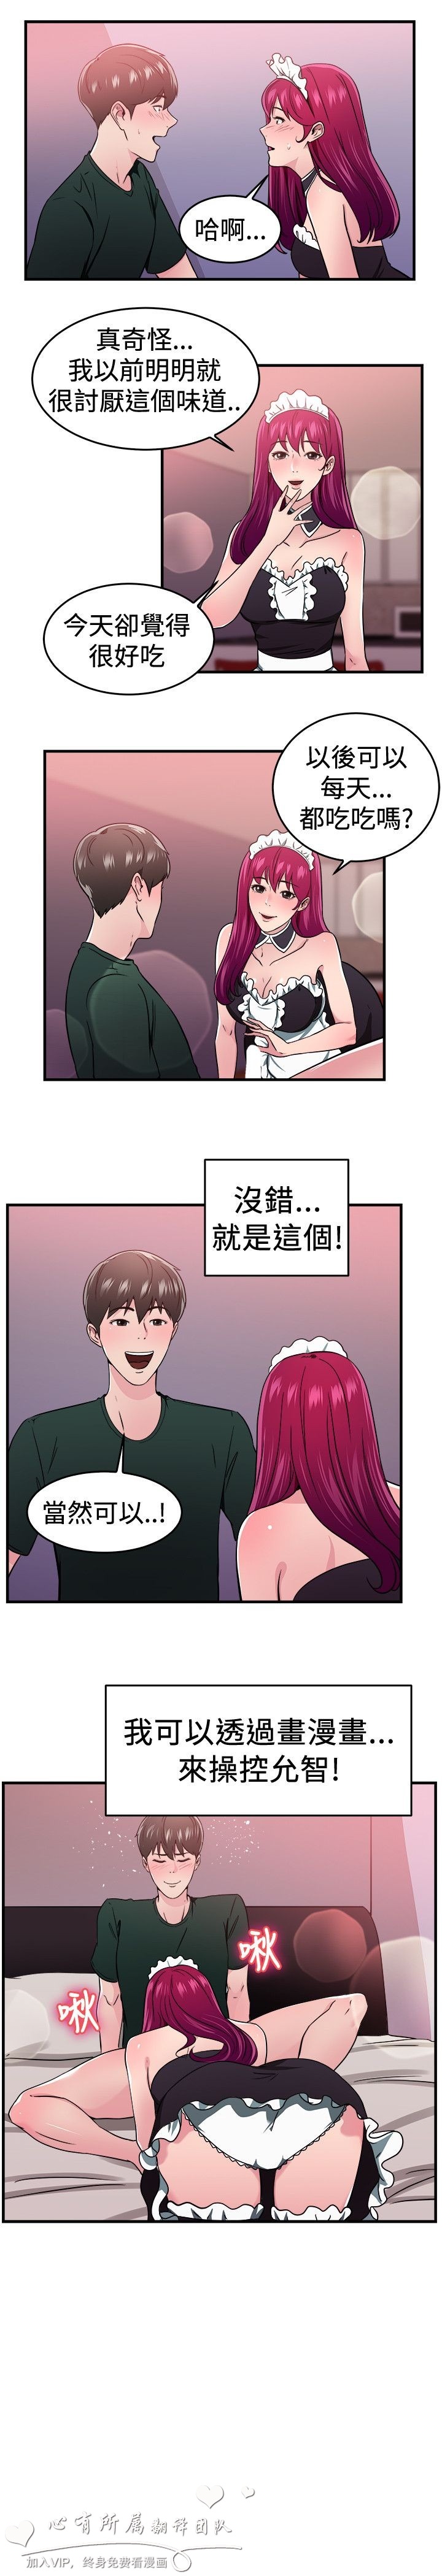 哈啊...
真奇怪...
我以前明明就
很討厭這個味道..
今天卻覺得
很好吃
以後可以
每天...
都吃吃嗎?
沒錯...
就是這個!
當然可以..!
我可以透過畫漫畫...
來操控允智!
啾
啾
心有所属翻译团队
加入VIP，终身免费看漫画